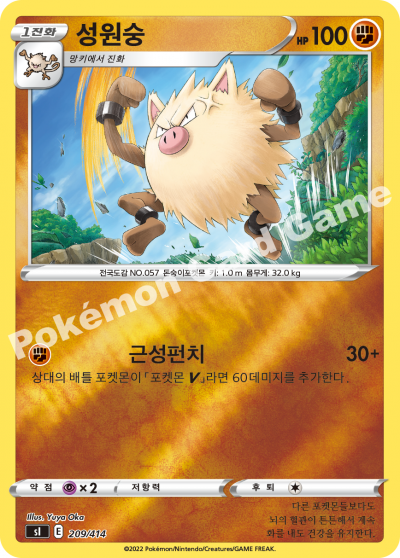 1진화 성원숭 HP 100
망키에서 진화
전국도감 NO.057 돈숭이포켓몬 키: 1.0 m 몸무게: 32.0 kg
Pokémon Card Game
근성펀치 30+
상대의 배틀 포켓몬이 「포켓몬 V」라면 60데미지를 추가한다.
약점 ×2 저항력 후퇴
Illus. Yuya Oka
sI E 209/414
다른 포켓몬들보다도
뇌의 혈관이 튼튼해서 계속
화를 내도 건강은 유지된다.
©2022 Pokémon/Nintendo/Creatures/GAME FREAK.